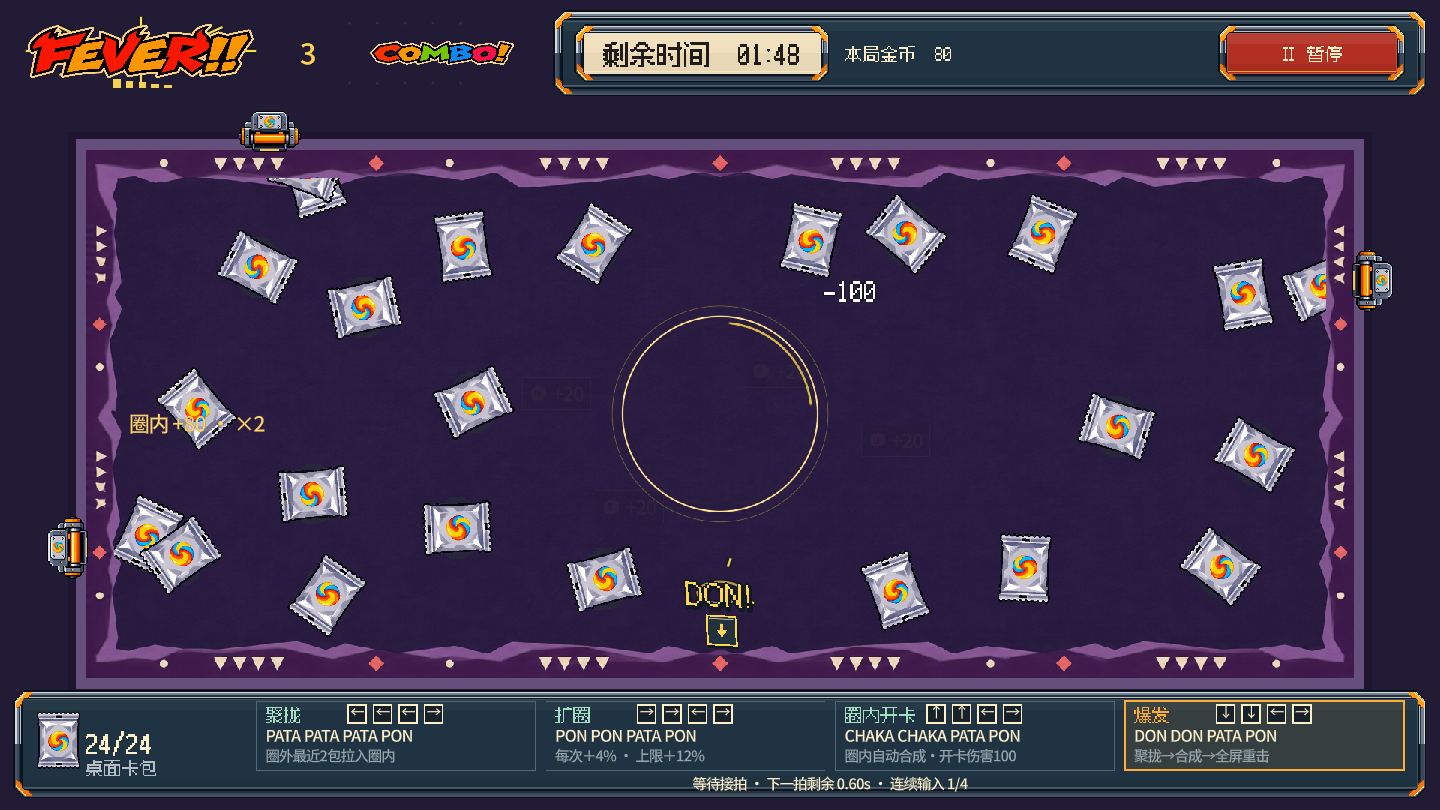 FEVER!!
3
COMBO!
剩余时间 01:48
本局金币 80
II 暂停
-100
+20
+20
+20
圈内+80 ×2
DON!
↓
24/24
桌面卡包
聚拢 ← ← ← →
PATA PATA PATA PON
圈外最近2包拉入圈内
扩圈 → → ← →
PON PON PATA PON
每次+4% · 上限+12%
圈内开卡 ↑ ↑ ← →
CHAKA CHAKA PATA PON
圈内自动合成·开卡伤害100
爆发 ↓ ↓ ← →
DON DON PATA PON
聚拢→合成→全屏重击
等待接拍 · 下一拍剩余 0.60s · 连续输入 1/4